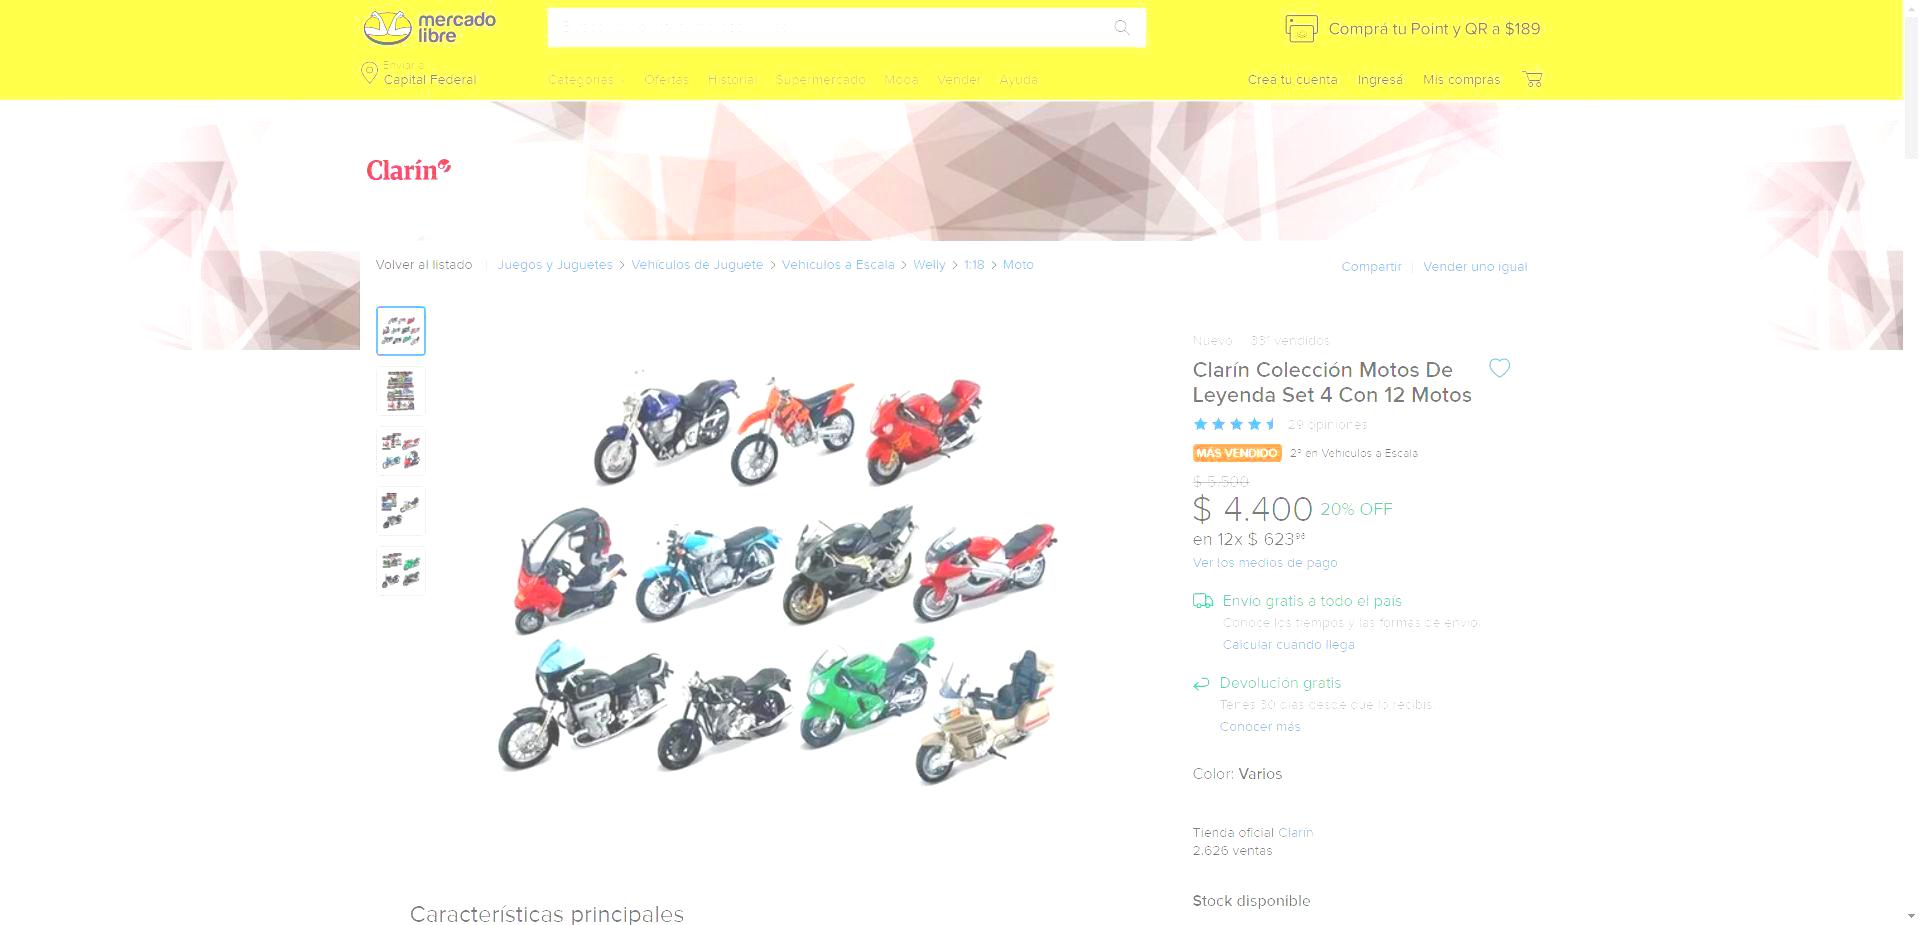 mercado
libre
Comprá tu Point y QR a $189
Enviar a
Capital Federal
Categorías Ofertas Historial Supermercado Moda Vender Ayuda
Creá tu cuenta Ingresá Mis compras
Clarín
Volver al listado | Juegos y Juguetes > Vehículos de Juguete > Vehículos a Escala > Welly > 1:18 > Moto
Compartir | Vender uno igual
Nuevo 331 vendidos
Clarín Colección Motos De
Leyenda Set 4 Con 12 Motos
29 opiniones
MÁS VENDIDO 2º en Vehículos a Escala
$ 5.500
$ 4.400 20% OFF
en 12x $ 623
Ver los medios de pago
Envío gratis a todo el país
Conocé los tiempos y las formas de envío.
Calcular cuándo llega
Devolución gratis
Tenés 30 días desde que lo recibís.
Conocer más
Color: Varios
Tienda oficial Clarín
2.626 ventas
Stock disponible
Características principales